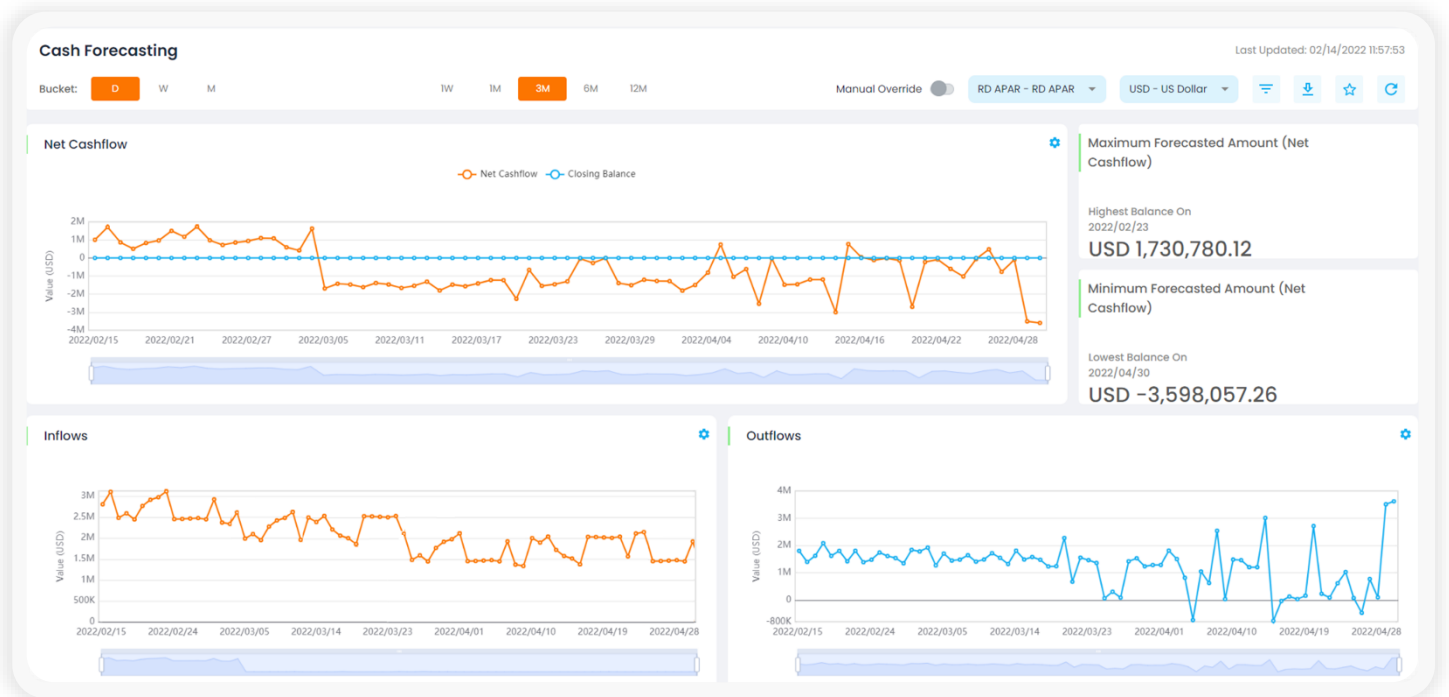 Cash Forecasting
Last Updated: 02/14/2022 11:57:53
Bucket: D W M 1W 1M 3M 6M 12M Manual Override RD APAR - RD APAR USD - US Dollar
Net Cashflow
Net Cashflow Closing Balance
Value (USD)
2M
1M
0
-1M
-2M
-3M
-4M
2022/02/15 2022/02/21 2022/02/27 2022/03/05 2022/03/11 2022/03/17 2022/03/23 2022/03/29 2022/04/04 2022/04/10 2022/04/16 2022/04/22 2022/04/28
Maximum Forecasted Amount (Net
Cashflow)
Highest Balance On
2022/02/23
USD 1,730,780.12
Minimum Forecasted Amount (Net
Cashflow)
Lowest Balance On
2022/04/30
USD -3,598,057.26
Inflows
Value (USD)
3M
2.5M
2M
1.5M
1M
500K
0
2022/02/15 2022/02/24 2022/03/05 2022/03/14 2022/03/23 2022/04/01 2022/04/10 2022/04/19 2022/04/28
Outflows
Value (USD)
4M
3M
2M
1M
0
-800K
2022/02/15 2022/02/24 2022/03/05 2022/03/14 2022/03/23 2022/04/01 2022/04/10 2022/04/19 2022/04/28